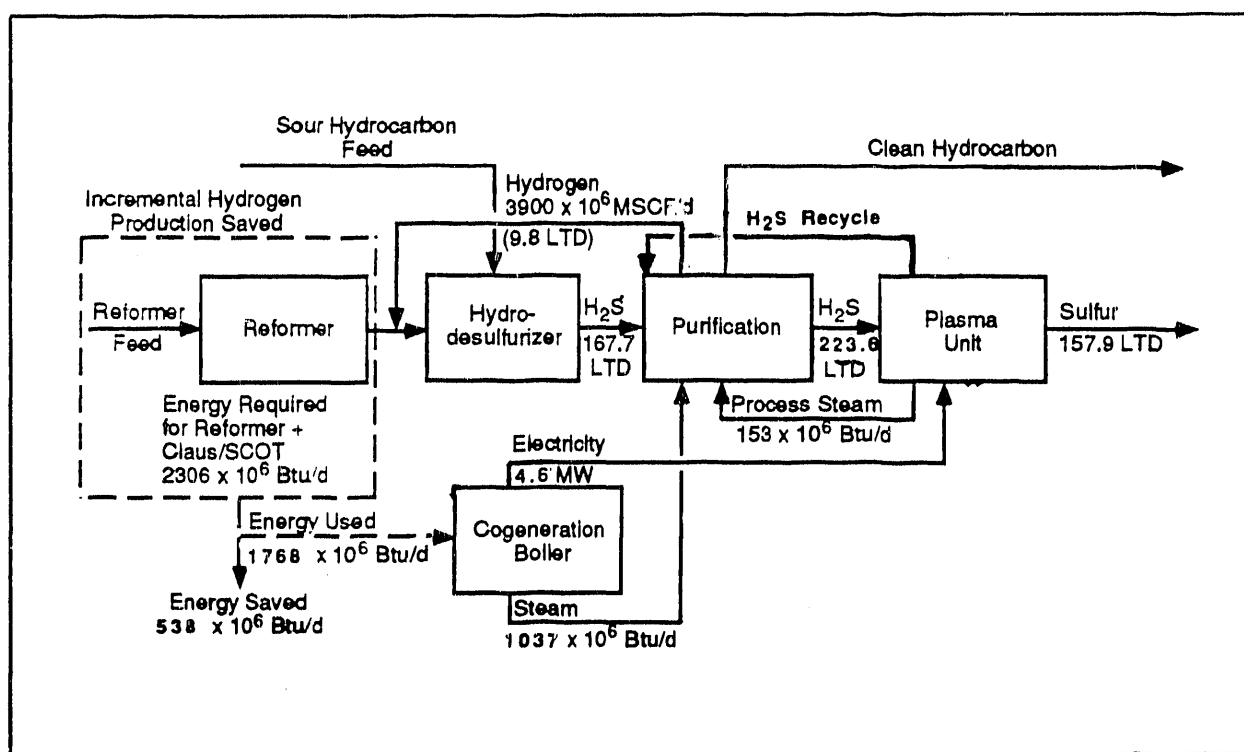 Sour Hydrocarbon
Feed
Clean Hydrocarbon
Incremental Hydrogen
Production Saved
Hydrogen
3900 x 10⁶ MSCF/d
(9.8 LTD)
H₂S Recycle
Reformer
Feed
Reformer
Hydro-
desulfurizer
H₂S
167.7
LTD
Purification
H₂S
223.6
LTD
Plasma
Unit
Sulfur
157.9 LTD
Energy Required
for Reformer +
Claus/SCOT
2306 x 10⁶ Btu/d
Process Steam
153 x 10⁶ Btu/d
Electricity
4.6 MW
Energy Used
1768 x 10⁶ Btu/d
Cogeneration
Boiler
Energy Saved
538 x 10⁶ Btu/d
Steam
1037 x 10⁶ Btu/d